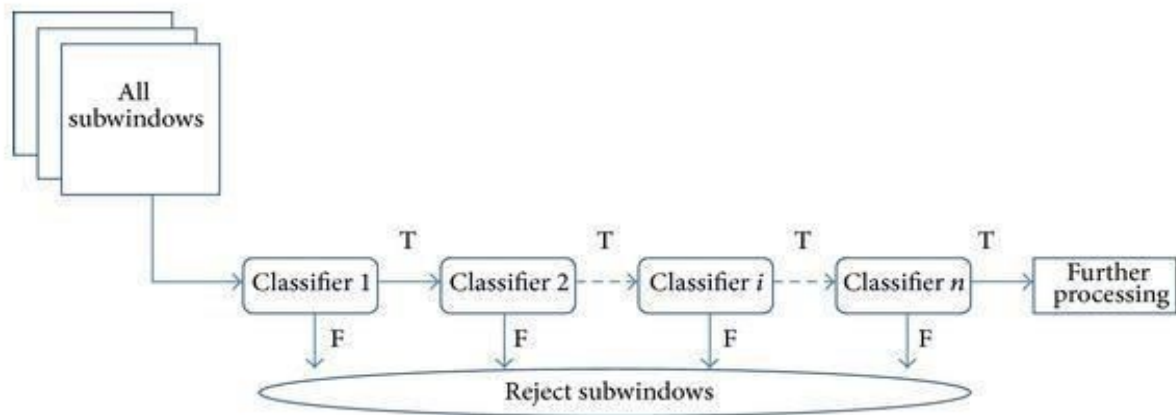 All
subwindows
T
T
T
T
Classifier 1
Classifier 2
Classifier i
Classifier n
Further
processing
F
F
F
F
Reject subwindows